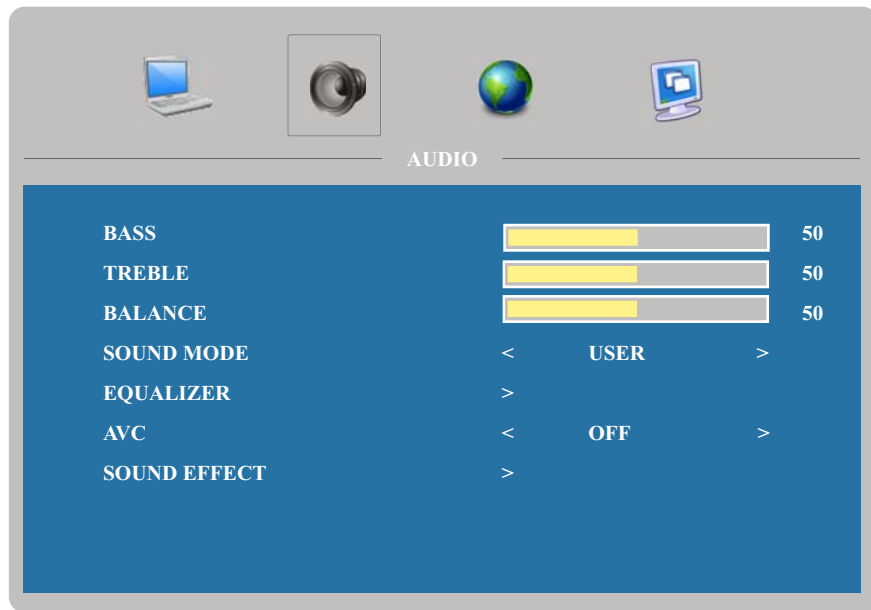 AUDIO
BASS 50
TREBLE 50
BALANCE 50
SOUND MODE < USER >
EQUALIZER >
AVC < OFF >
SOUND EFFECT >